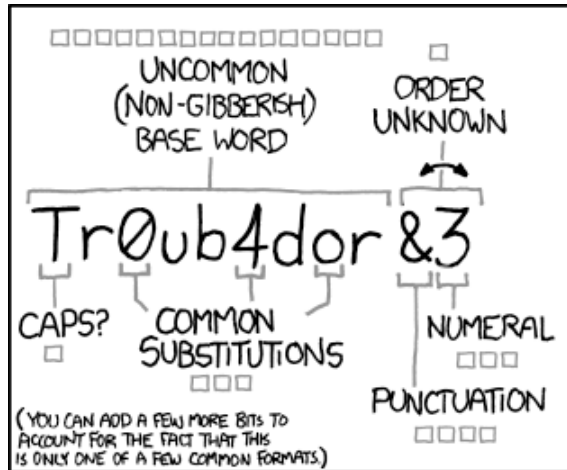 UNCOMMON
(NON-GIBBERISH)
BASE WORD
ORDER
UNKNOWN
Tr0ub4dor &3
CAPS?
COMMON
SUBSTITUTIONS
NUMERAL
PUNCTUATION
(YOU CAN ADD A FEW MORE BITS TO
ACCOUNT FOR THE FACT THAT THIS
IS ONLY ONE OF A FEW COMMON FORMATS.)